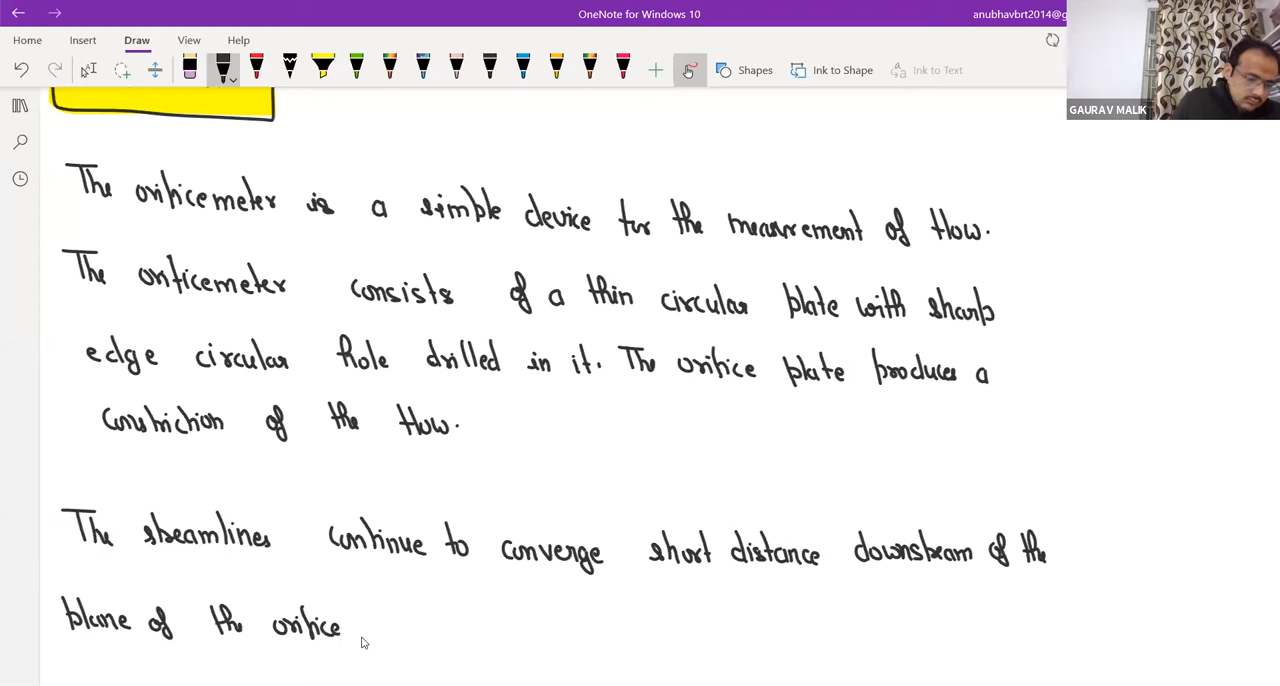 OneNote for Windows 10
anubhavbrt2014@g
Home Insert Draw View Help
Shapes Ink to Shape Ink to Text
GAURAV MALIK
The orificemeter is a simple device for the measurement of flow.
The orificemeter consists of a thin circular plate with sharp
edge circular hole drilled in it. The orifice plate produces a
constriction of the flow.
The streamlines continue to converge short distance downstream of the
plane of the orifice